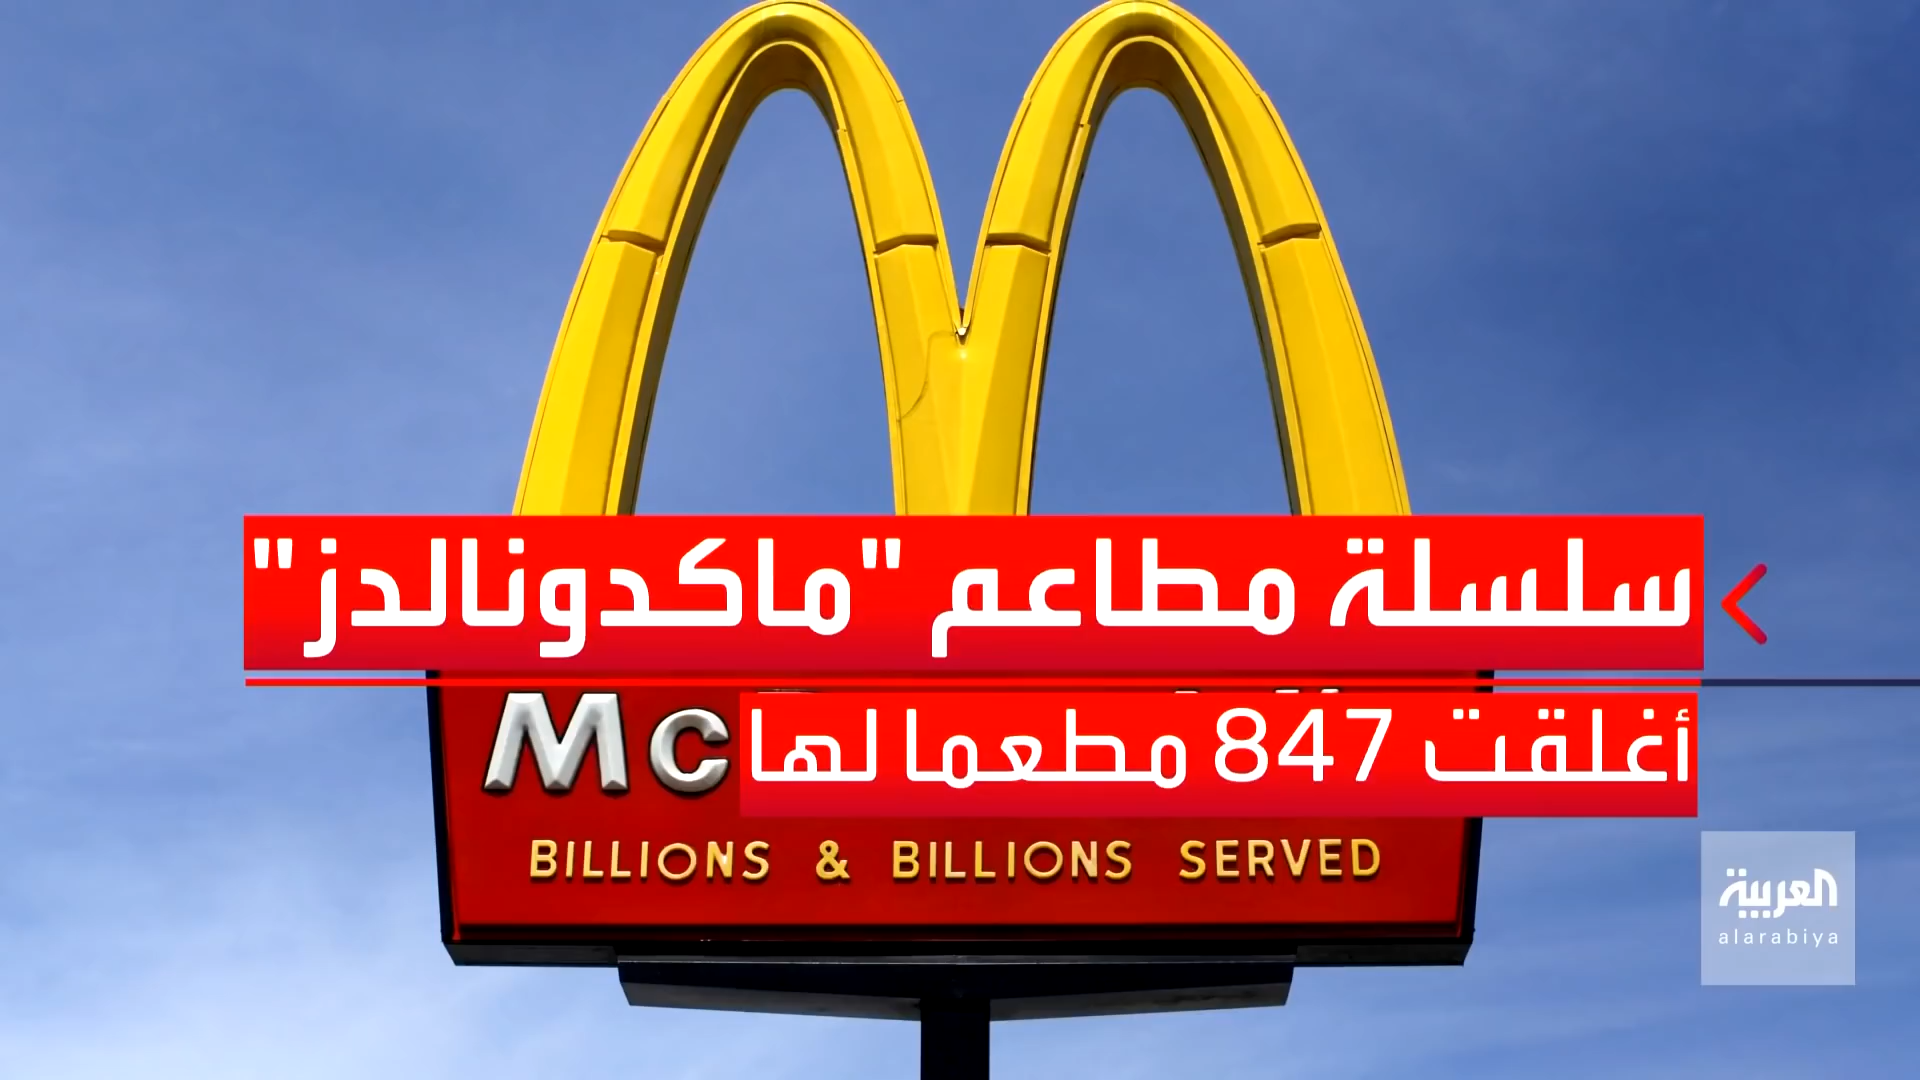 سلسلة مطاعم "ماكدونالدز"
أغلقت 847 مطعما لها
Mc
BILLIONS & BILLIONS SERVED
العربية
alarabiya